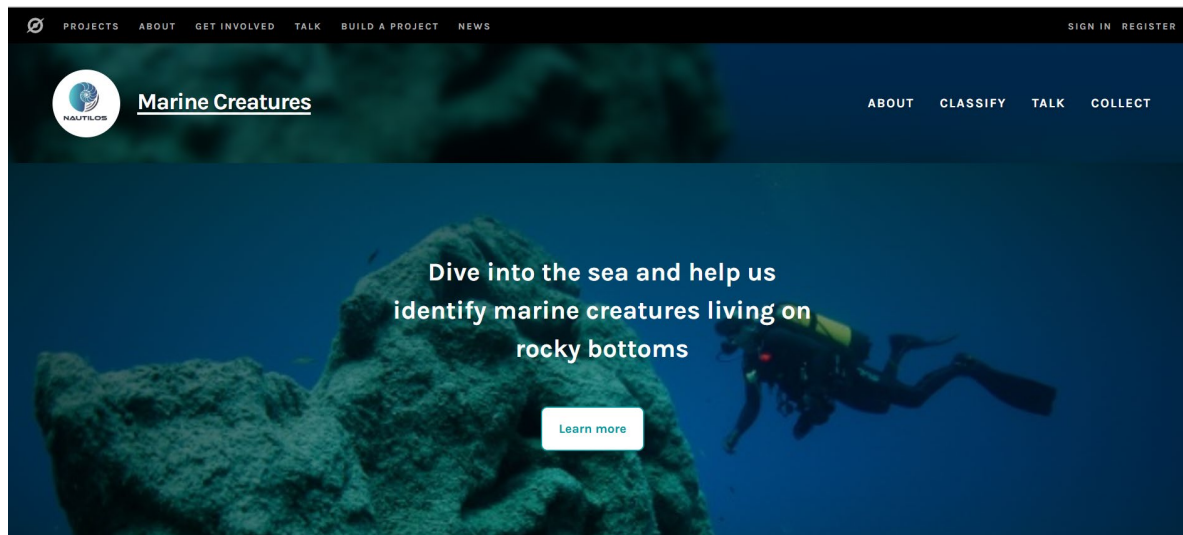 PROJECTS ABOUT GET INVOLVED TALK BUILD A PROJECT NEWS SIGN IN REGISTER
NAUTILOS
Marine Creatures
ABOUT CLASSIFY TALK COLLECT
Dive into the sea and help us
identify marine creatures living on
rocky bottoms
Learn more